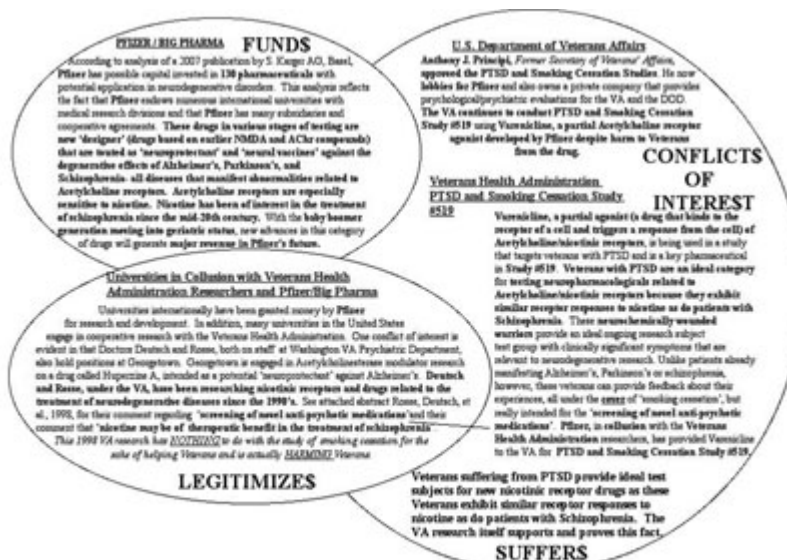 PFIZER / BIG PHARMA FUND$
According to analysis of a 2007 publication by S. Karger AG, Basel,
Pfizer has possible capital invested in 130 pharmaceuticals with
potential application in neurodegenerative disorders. This analysis reflects
the fact that Pfizer endows numerous international universities with
medical research divisions and that Pfizer has many subsidiaries and
cooperative agreements. These drugs in various stages of testing are
new 'designer' (drugs based on earlier NMDA and AChr compounds)
that are touted as 'neuroprotectant' and 'neural vaccines' against the
degenerative effects of Alzheimer's, Parkinson's, and
Schizophrenia- all diseases that manifest abnormalities related to
Acetylcholine receptors. Acetylcholine receptors are especially
sensitive to nicotine. Nicotine has been of interest in the treatment
of schizophrenia since the mid-20th century. With the baby boomer
generation moving into geriatric status, new advances in this category
of drugs will generate major revenue in Pfizer's future.
U.S. Department of Veterans Affairs
Anthony J. Principi, Former Secretary of Veterans' Affairs,
approved the PTSD and Smoking Cessation Studies. He now
lobbies for Pfizer and also owns a private company that provides
psychological/psychiatric evaluations for the VA and the DOD.
The VA continues to conduct PTSD and Smoking Cessation
Study #519 using Varenicline, a partial Acetylcholine receptor
agonist developed by Pfizer despite harm to Veterans
from the drug.
CONFLICT$
OF
INTERE$T
Veterans Health Administration
PTSD and Smoking Cessation Study
#519
Varenicline, a partial agonist (a drug that binds to the
receptor of a cell and triggers a response from the cell) of
Acetylcholine/nicotinic receptors, is being used in a study
that targets veterans with PTSD and is a key pharmaceutical
in Study #519. Veterans with PTSD are an ideal category
for testing neuropharmacologicals related to
Acetylcholine/nicotinic receptors because they exhibit
similar receptor responses to nicotine as do patients with
Schizophrenia. These neurochemically wounded
warriors provide an ideal ongoing research subject
test group with clinically significant symptoms that are
relevant to neurodegenerative research. Unlike patients already
manifesting Alzheimer's, Parkinson's or schizophrenia,
however, these veterans can provide feedback about their
experiences, all under the cover of 'smoking cessation', but
really intended for the 'screening of novel anti-psychotic
medications'. Pfizer, in collusion with the Veterans
Health Administration researchers, has provided Varenicline
to the VA for PTSD and Smoking Cessation Study #519.
Universities in Collusion with Veterans Health
Administration Researchers and Pfizer/Big Pharma
Universities internationally have been granted money by Pfizer
for research and development. In addition, many universities in the United States
engage in cooperative research with the Veterans Health Administration. One conflict of interest is
evident in that Doctors Deutsch and Rosse, both on staff at Washington VA Psychiatric Department,
also hold positions at Georgetown. Georgetown is engaged in Acetylcholinesterase modulator research
on a drug called Huperzine A, intended as a potential 'neuroprotectant' against Alzheimer's. Deutsch
and Rosse, under the VA, have been researching nicotinic receptors and drugs related to the
treatment of neurodegenerative diseases since the 1990's. See attached abstract Rosse, Deutsch, et
al., 1998, for their comment regarding 'screening of novel anti-psychotic medications' and their
comment that 'nicotine may be of therapeutic benefit in the treatment of schizophrenia'
This 1998 VA research has NOTHING to do with the study of smoking cessation for the
sake of helping Veterans and is actually HARMING Veterans
LEGITIMIZE$
Veterans suffering from PTSD provide ideal test
subjects for new nicotinic receptor drugs as these
Veterans exhibit similar receptor responses to
nicotine as do patients with Schizophrenia. The
VA research itself supports and proves this fact.
SUFFER$